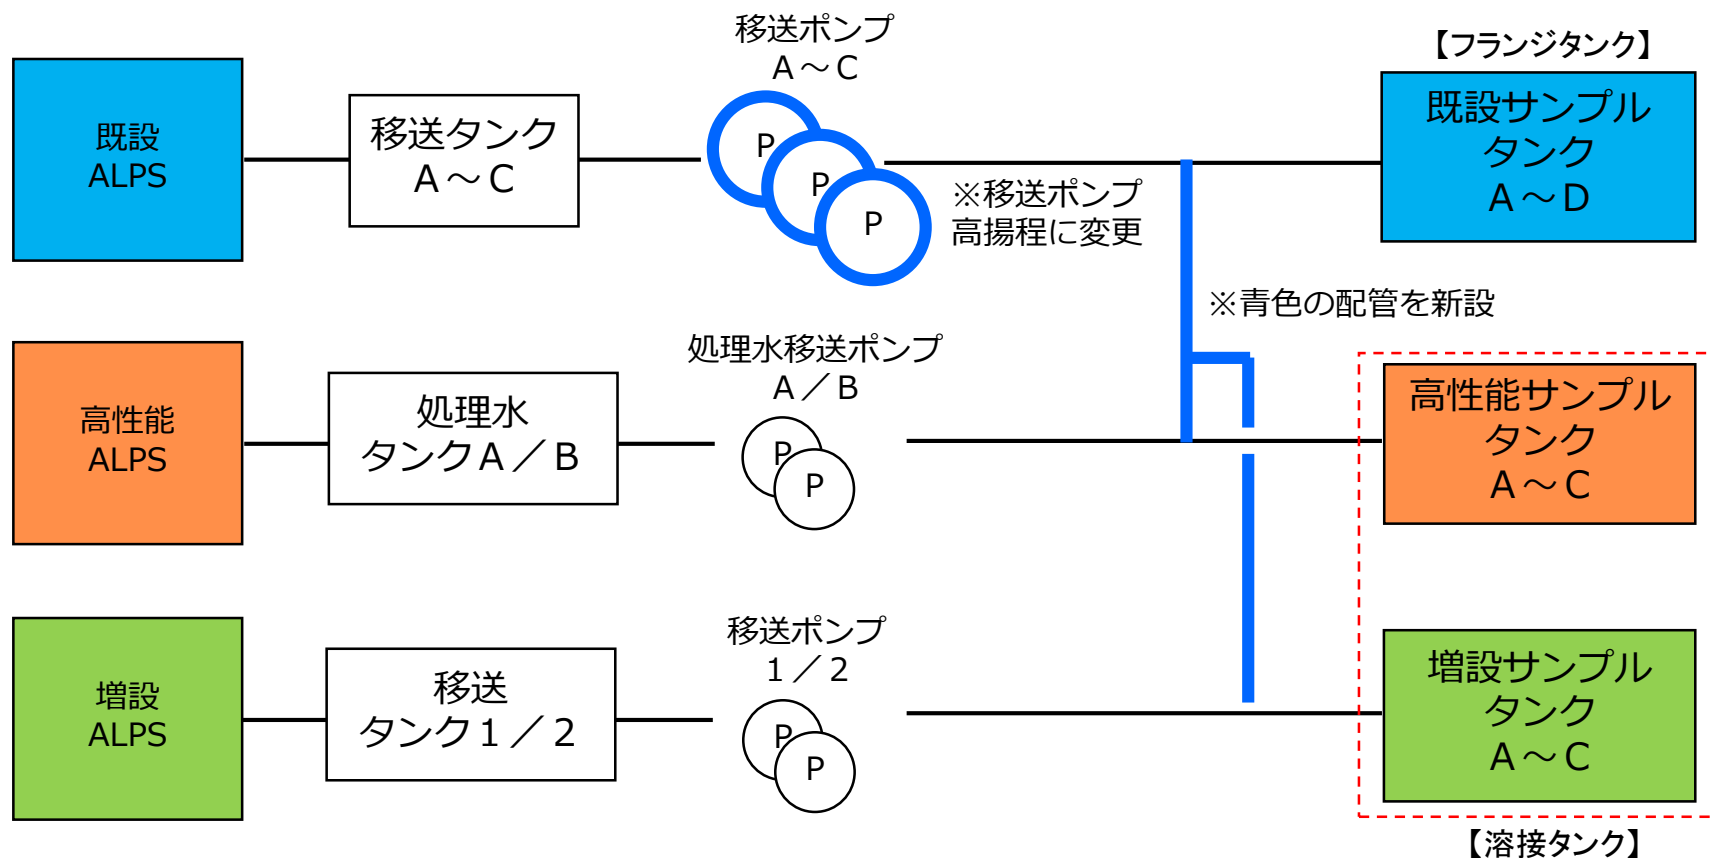 移送ポンプ
A～C
【フランジタンク】
既設
ALPS
移送タンク
A～C
P
P
P
※移送ポンプ
高揚程に変更
既設サンプル
タンク
A～D
※青色の配管を新設
処理水移送ポンプ
A／B
高性能
ALPS
処理水
タンクA／B
P
P
高性能サンプル
タンク
A～C
移送ポンプ
1／2
増設
ALPS
移送
タンク1／2
P
P
増設サンプル
タンク
A～C
【溶接タンク】